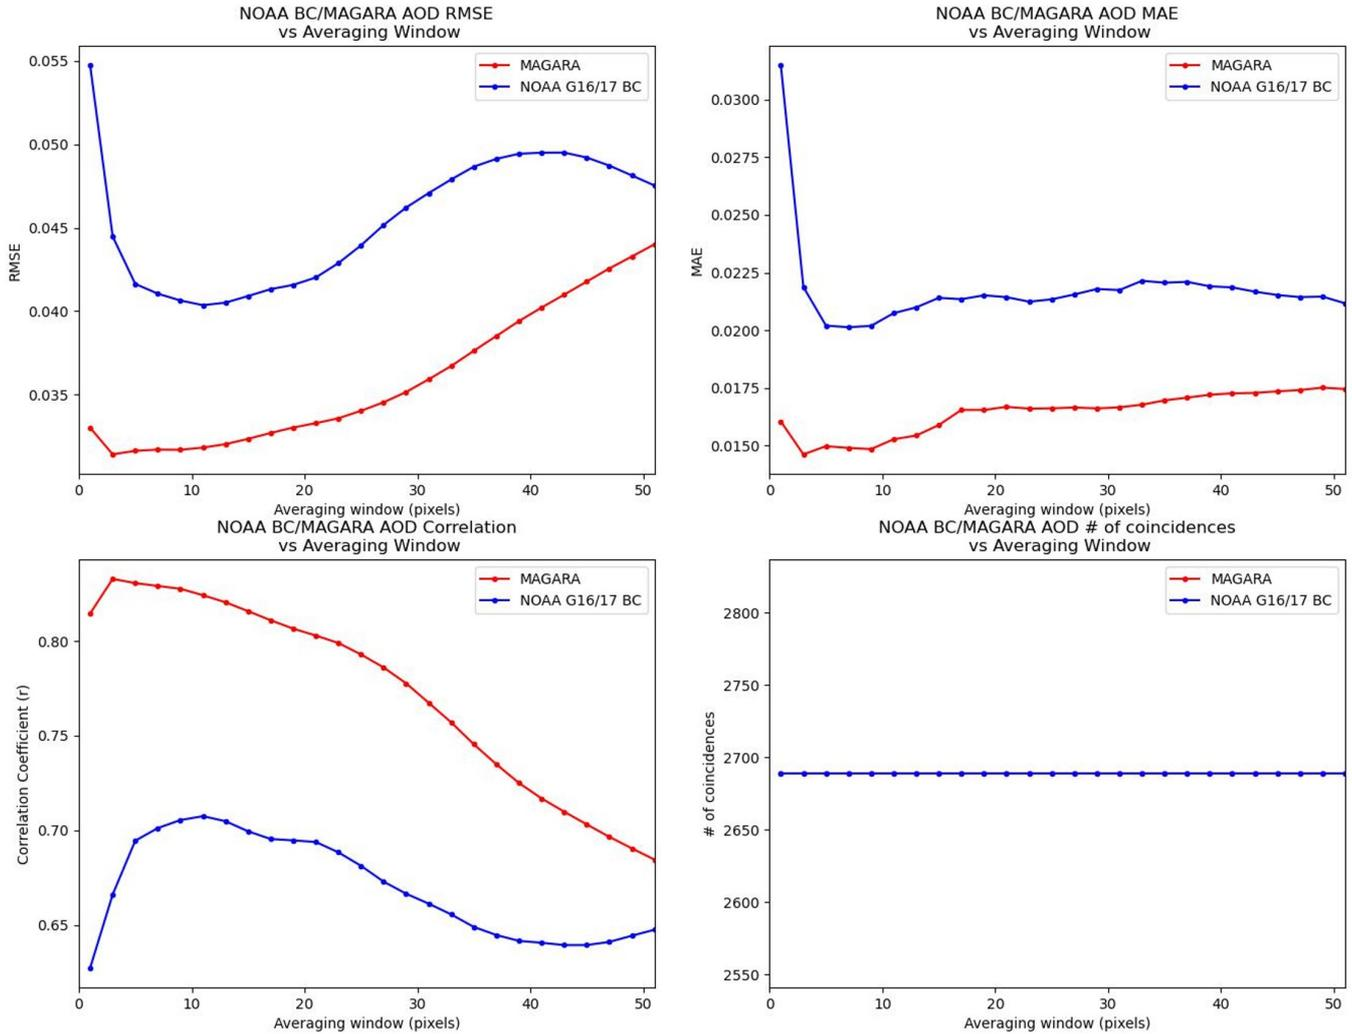 NOAA BC/MAGARA AOD RMSE
vs Averaging Window
MAGARA
NOAA G16/17 BC
0.055
0.050
0.045
0.040
0.035
RMSE
0 10 20 30 40 50
Averaging window (pixels)
NOAA BC/MAGARA AOD MAE
vs Averaging Window
MAGARA
NOAA G16/17 BC
0.0300
0.0275
0.0250
0.0225
0.0200
0.0175
0.0150
MAE
0 10 20 30 40 50
Averaging window (pixels)
NOAA BC/MAGARA AOD Correlation
vs Averaging Window
MAGARA
NOAA G16/17 BC
0.80
0.75
0.70
0.65
Correlation Coefficient (r)
0 10 20 30 40 50
Averaging window (pixels)
NOAA BC/MAGARA AOD # of coincidences
vs Averaging Window
MAGARA
NOAA G16/17 BC
2800
2750
2700
2650
2600
2550
# of coincidences
0 10 20 30 40 50
Averaging window (pixels)